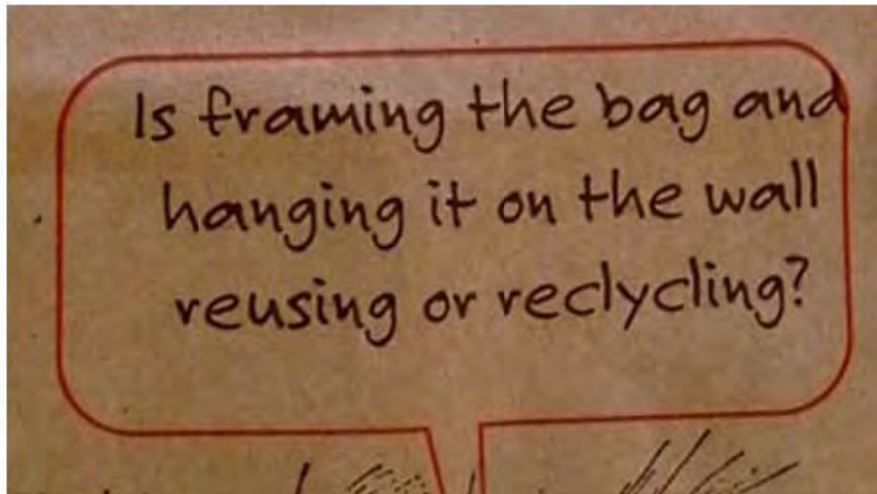 Is framing the bag and
hanging it on the wall
reusing or reclycling?